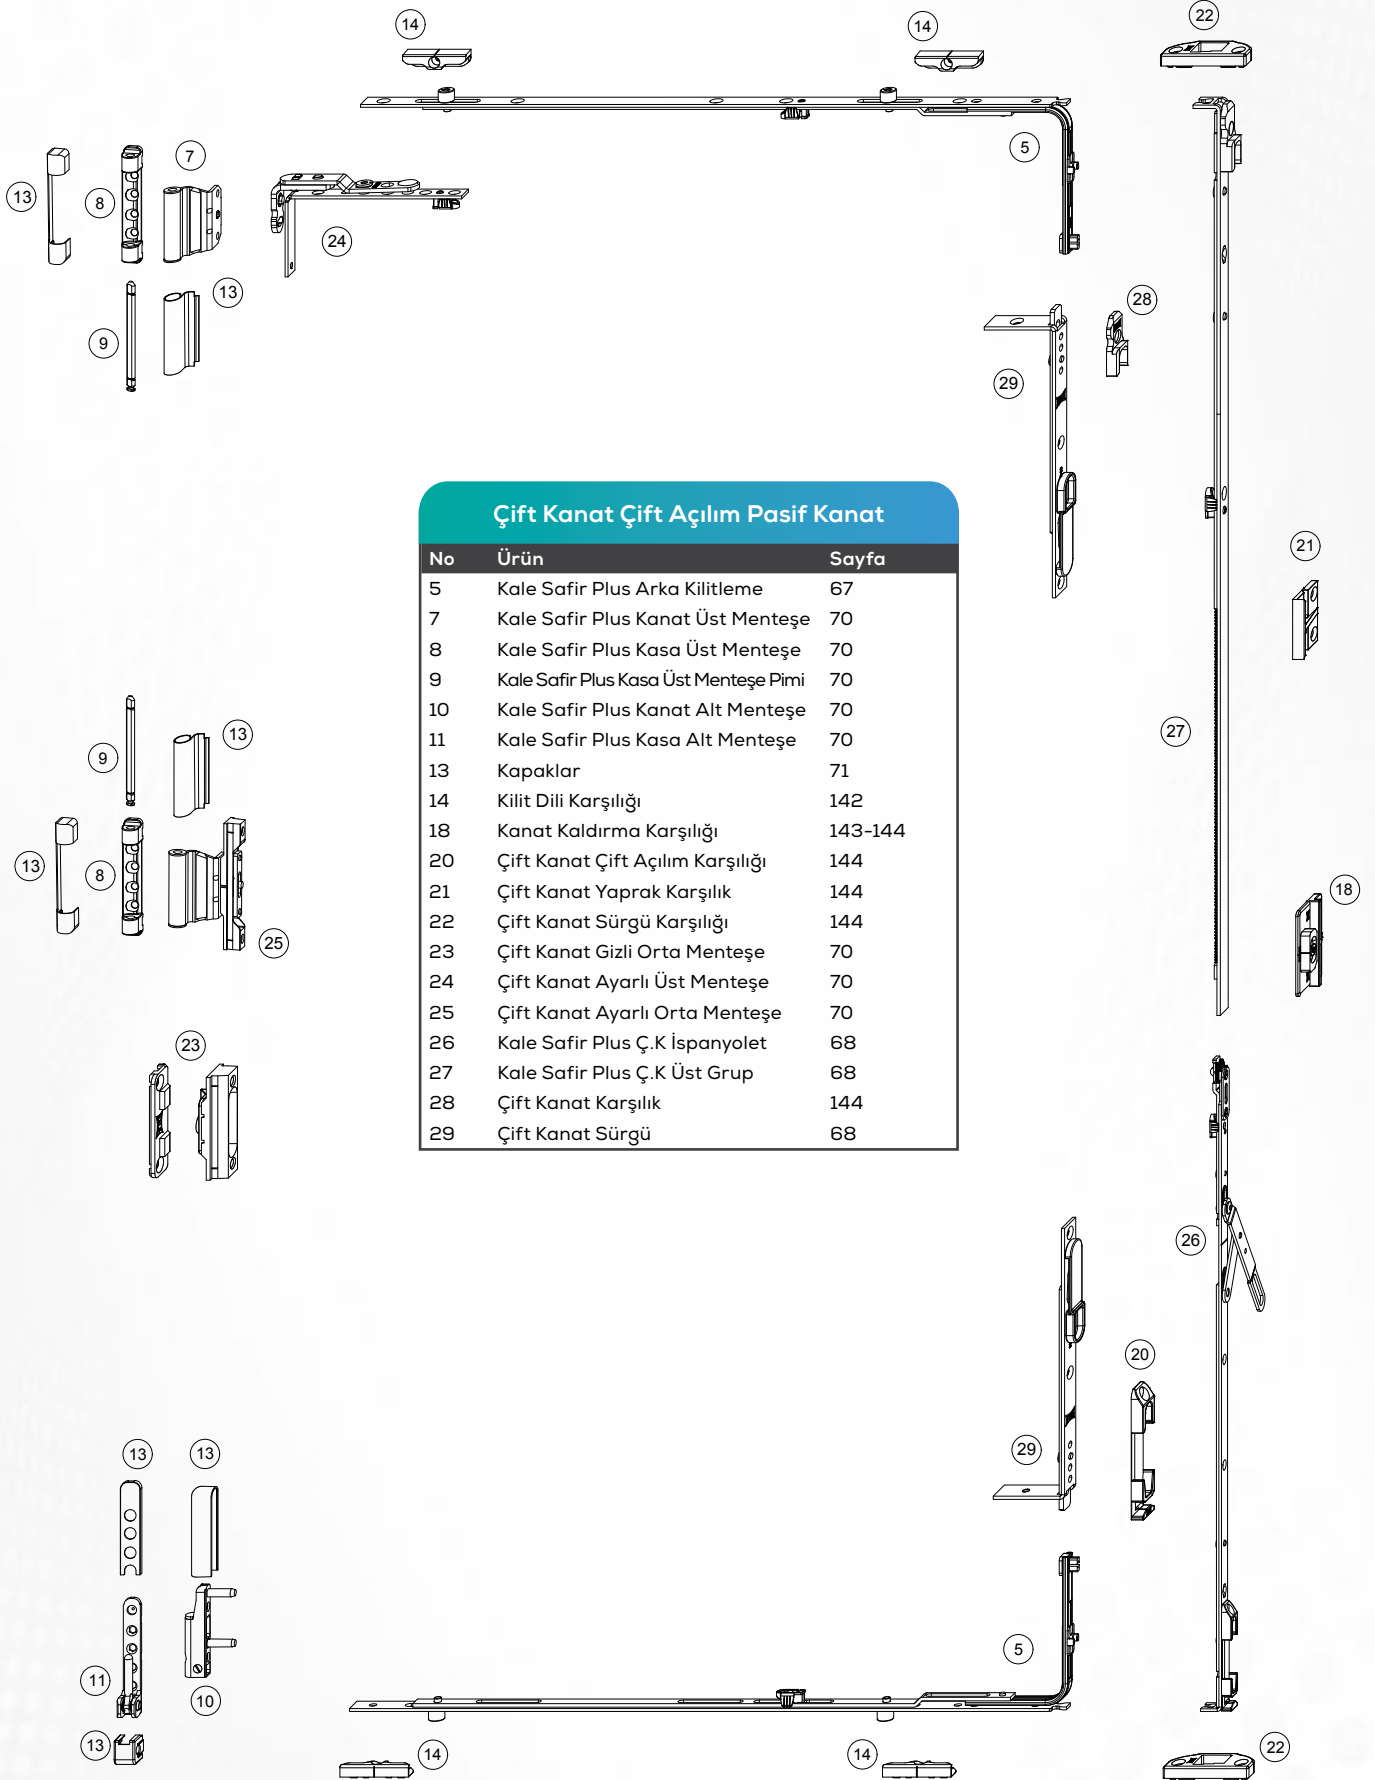 14
14
22
5
7
13
8
24
13
28
9
29
Çift Kanat Çift Açılım Pasif Kanat
No Ürün Sayfa
5 Kale Safir Plus Arka Kilitleme 67
7 Kale Safir Plus Kanat Üst Menteşe 70
8 Kale Safir Plus Kasa Üst Menteşe 70
9 Kale Safir Plus Kasa Üst Menteşe Pimi 70
10 Kale Safir Plus Kanat Alt Menteşe 70
11 Kale Safir Plus Kasa Alt Menteşe 70
13 Kapaklar 71
14 Kilit Dili Karşılığı 142
18 Kanat Kaldırma Karşılığı 143-144
20 Çift Kanat Çift Açılım Karşılığı 144
21 Çift Kanat Yaprak Karşılık 144
22 Çift Kanat Sürgü Karşılığı 144
23 Çift Kanat Gizli Orta Menteşe 70
24 Çift Kanat Ayarlı Üst Menteşe 70
25 Çift Kanat Ayarlı Orta Menteşe 70
26 Kale Safir Plus Ç.K İspanyolet 68
27 Kale Safir Plus Ç.K Üst Grup 68
28 Çift Kanat Karşılık 144
29 Çift Kanat Sürgü 68
21
27
13
9
13
8
18
25
23
26
20
29
13
13
5
11
10
13
14
14
22